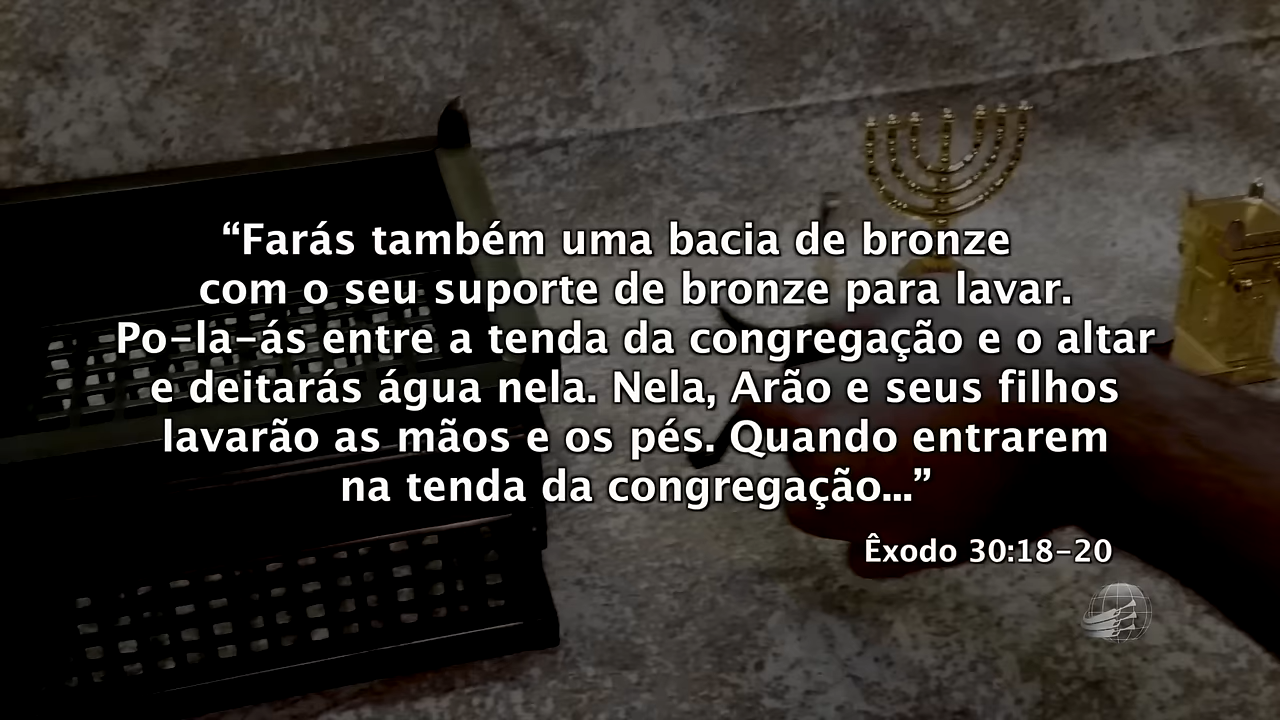 “Farás também uma bacia de bronze
com o seu suporte de bronze para lavar.
Po-la-ás entre a tenda da congregação e o altar
e deitarás água nela. Nela, Arão e seus filhos
lavarão as mãos e os pés. Quando entrarem
na tenda da congregação...”
Êxodo 30:18-20